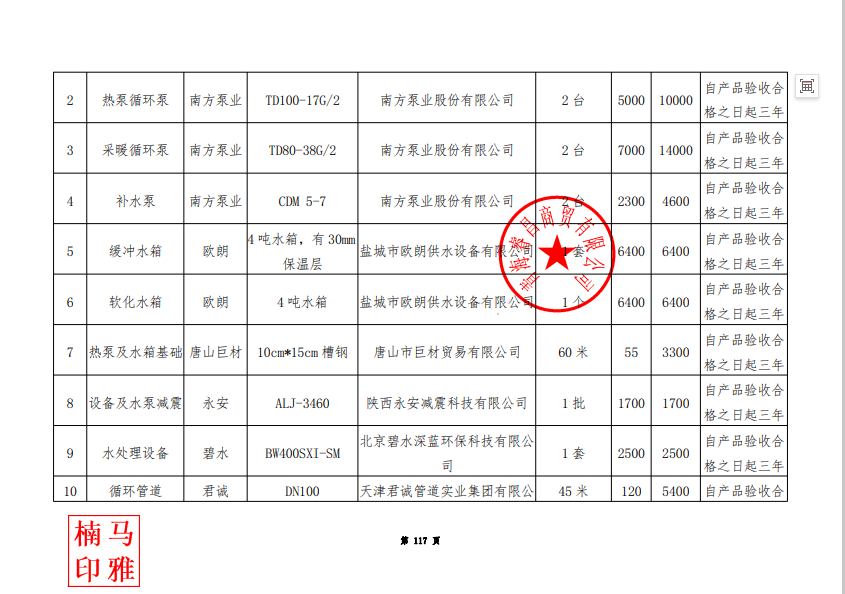 2 热泵循环泵 南方泵业 TD100-17G/2 南方泵业股份有限公司 2 台 5000 10000 自产品验收合
格之日起三年
3 采暖循环泵 南方泵业 TD80-38G/2 南方泵业股份有限公司 2 台 7000 14000 自产品验收合
格之日起三年
4 补水泵 南方泵业 CDM 5-7 南方泵业股份有限公司 2 台 2300 4600 自产品验收合
格之日起三年
5 缓冲水箱 欧朗 4 吨水箱，有 30mm 盐城市欧朗供水设备有限公司 1 套 6400 6400 自产品验收合
保温层 格之日起三年
6 软化水箱 欧朗 4 吨水箱 盐城市欧朗供水设备有限公司 1 个 6400 6400 自产品验收合
格之日起三年
7 热泵及水箱基础 唐山巨材 10cm*15cm 槽钢 唐山市巨材贸易有限公司 60 米 55 3300 自产品验收合
格之日起三年
8 设备及水泵减震 永安 ALJ-3460 陕西永安减震科技有限公司 1 批 1700 1700 自产品验收合
格之日起三年
9 水处理设备 碧水 BW400SXI-SM 北京碧水深蓝环保科技有限公 1 套 2500 2500 自产品验收合
司 格之日起三年
10 循环管道 君诚 DN100 天津君诚管道实业集团有限公 45 米 120 5400 自产品验收合
商贸有限公司
第 117 页
楠马
印雅